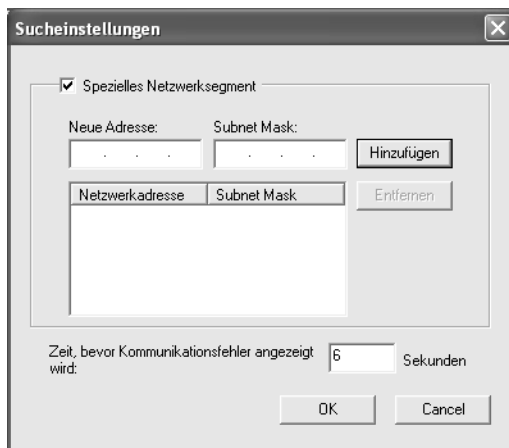 Sucheinstellungen
Spezielles Netzwerksegment
Neue Adresse: Subnet Mask:
. . . . . . Hinzufügen
Netzwerkadresse Subnet Mask Entfernen
Zeit, bevor Kommunikationsfehler angezeigt
wird: 6 Sekunden
OK Cancel